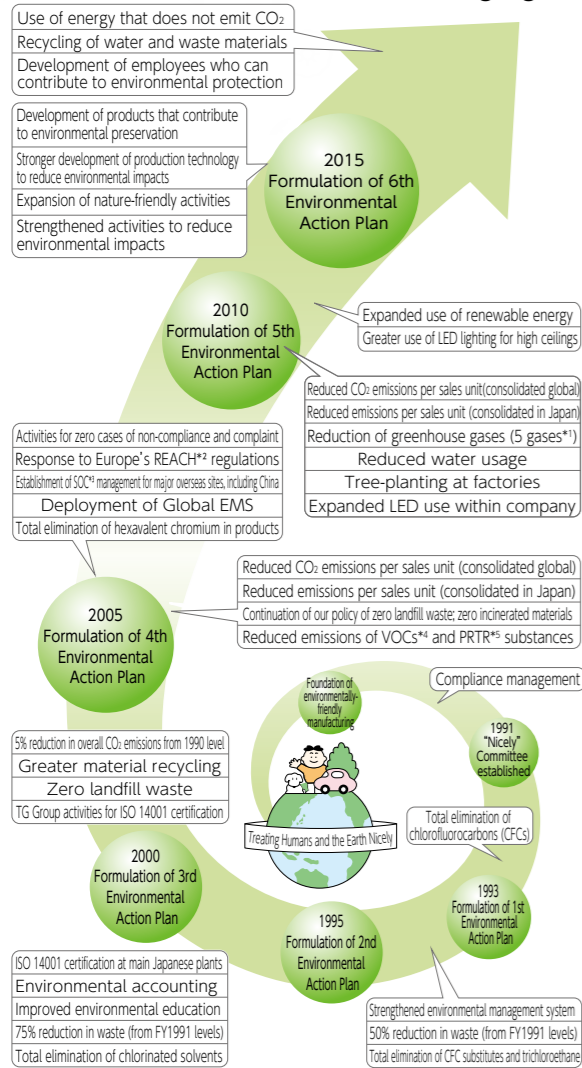 Use of energy that does not emit CO₂
Recycling of water and waste materials
Development of employees who can
contribute to environmental protection
Development of products that contribute
to environmental preservation
Stronger development of production technology
to reduce environmental impacts
Expansion of nature-friendly activities
Strengthened activities to reduce
environmental impacts
2015
Formulation of 6th
Environmental
Action Plan
2010
Formulation of 5th
Environmental
Action Plan
Expanded use of renewable energy
Greater use of LED lighting for high ceilings
Reduced CO₂ emissions per sales unit(consolidated global)
Reduced emissions per sales unit (consolidated in Japan)
Reduction of greenhouse gases (5 gases*¹)
Reduced water usage
Tree-planting at factories
Expanded LED use within company
Activities for zero cases of non-compliance and complaint
Response to Europe's REACH*² regulations
Establishment of SOC*³ management for major overseas sites, including China
Deployment of Global EMS
Total elimination of hexavalent chromium in products
2005
Formulation of 4th
Environmental
Action Plan
Reduced CO₂ emissions per sales unit (consolidated global)
Reduced emissions per sales unit (consolidated in Japan)
Continuation of our policy of zero landfill waste; zero incinerated materials
Reduced emissions of VOCs*⁴ and PRTR*⁵ substances
Foundation of
environmentally-
friendly
manufacturing
Compliance management
1991
"Nicely"
Committee
established
5% reduction in overall CO₂ emissions from 1990 level
Greater material recycling
Zero landfill waste
TG Group activities for ISO 14001 certification
Treating Humans and the Earth Nicely
Total elimination of
chlorofluorocarbons (CFCs)
2000
Formulation of 3rd
Environmental
Action Plan
1995
Formulation of 2nd
Environmental
Action Plan
1993
Formulation of 1st
Environmental
Action Plan
ISO 14001 certification at main Japanese plants
Environmental accounting
Improved environmental education
75% reduction in waste (from FY1991 levels)
Total elimination of chlorinated solvents
Strengthened environmental management system
50% reduction in waste (from FY1991 levels)
Total elimination of CFC substitutes and trichloroethane